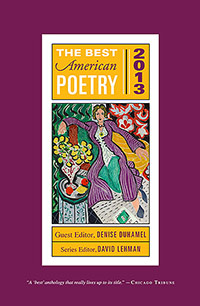 THE BEST
American
POETRY
2013
Guest Editor, DENISE DUHAMEL
Series Editor, DAVID LEHMAN
"A 'best' anthology that really lives up to its title." —CHICAGO TRIBUNE